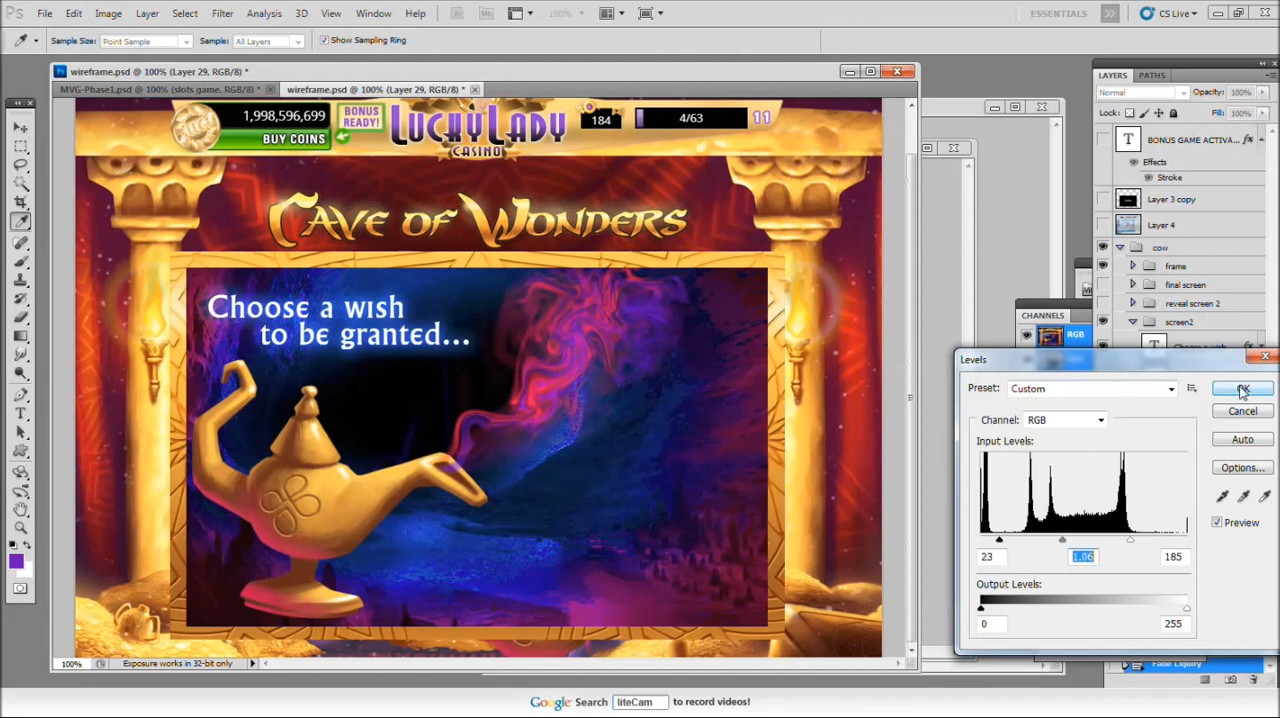 Ps File Edit Image Layer Select Filter Analysis 3D View Window Help 100% ESSENTIALS CS Live
Sample Size: Point Sample Sample: All Layers Show Sampling Ring
wireframe.psd @ 100% (Layer 29, RGB/8) *
MVG-Phase1.psd @ 100% (slots game, RGB/8) * wireframe.psd @ 100% (Layer 29, RGB/8) *
LAYERS PATHS
Normal Opacity: 100%
Lock: Fill: 100%
T BONUS GAME ACTIVA... fx
Effects
Stroke
Layer 3 copy
Layer 4
cow
frame
final screen
reveal screen 2
screen2
CHANNELS
RGB
1,998,596,699
BUY COINS
BONUS
READY!
LUCKYLADY
CASINO
184
4/63
11
CAVE OF WONDERS
Choose a wish
to be granted...
Levels
Preset: Custom OK
Cancel
Channel: RGB
Auto
Input Levels:
Options...
Preview
23 1.06 185
Output Levels:
0 255
Fade Liquify
100% Exposure works in 32-bit only
Google Search liteCam to record videos!